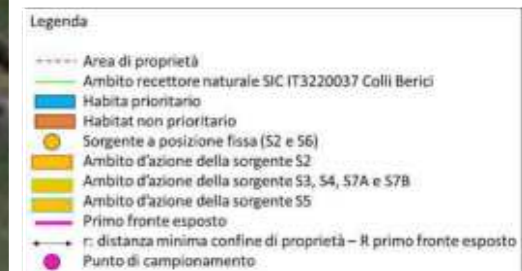 Legenda
Area di proprietà
Ambito recettore naturale SIC IT3220037 Colli Berici
Habita prioritario
Habitat non prioritario
Sorgente a posizione fissa (S2 e S6)
Ambito d'azione della sorgente S2
Ambito d'azione della sorgente S3, S4, S7A e S7B
Ambito d'azione della sorgente S5
Primo fronte esposto
r: distanza minima confine di proprietà – R primo fronte esposto
Punto di campionamento